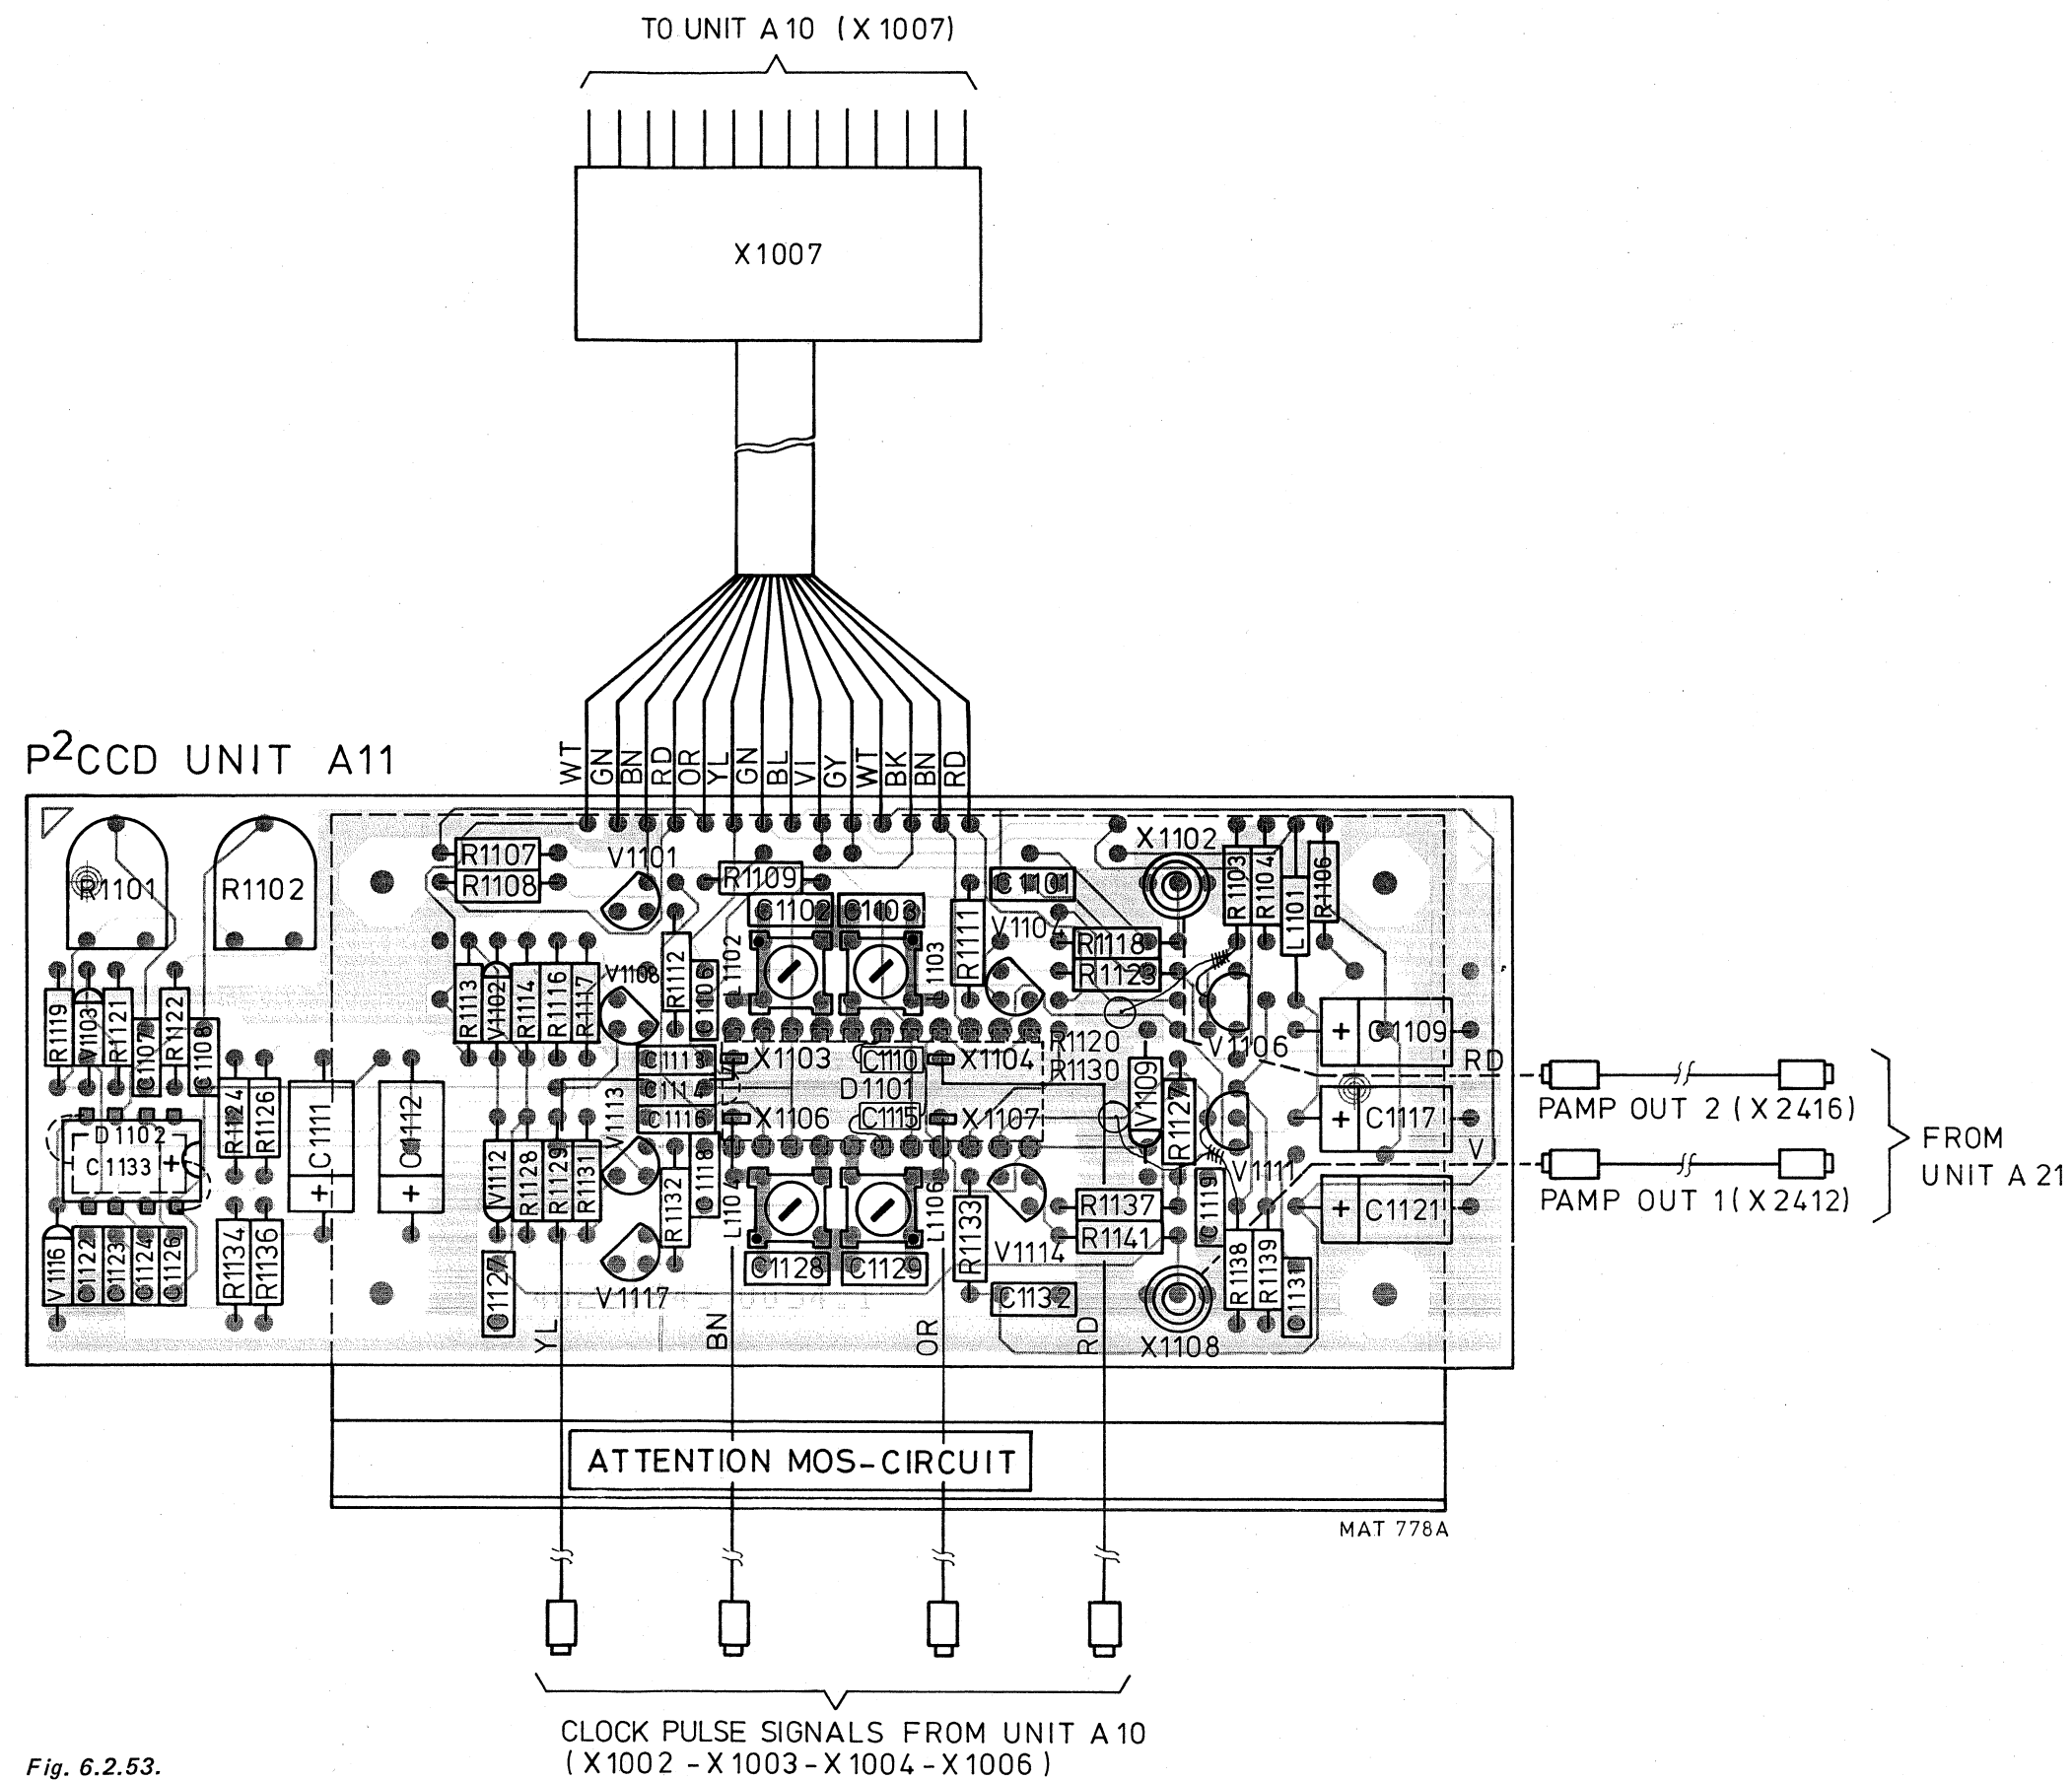 TO UNIT A10 (X1007)
X1007
P2CCD UNIT A11
WT
GN
BN
RD
OR
YL
GN
BL
VI
GY
WT
BK
BN
RD
R1101
R1102
R1107
R1108
V1101
R1109
C1101
X1102
R1103
R1104
L1101
R1106
C1102
C1103
R1111
V1104
R1118
R1123
L1102
1103
R1112
C1106
V1108
R1113
V1102
R1114
R1116
R1117
R1119
V1103
R1121
C1107
R1122
C1108
C1109
V1106
R1120
R1130
C1113
X1103
C1110
X1104
C1114
D1101
C1116
X1106
C1115
X1107
V1109
R1127
C1117
RD
PAMP OUT 2 (X2416)
V
PAMP OUT 1 (X2412)
FROM
UNIT A 21
R1124
R1126
C1111
C1112
D1102
C1133
V1113
V1112
R1128
R1129
R1131
R1132
C1118
L1104
L1106
R1133
R1137
R1141
C1119
V1111
C1121
V1114
C1128
C1129
V1116
C1122
C1123
C1124
C1126
R1134
R1136
C1127
V1117
C1132
R1138
R1139
C1131
X1108
YL
BN
OR
RD
ATTENTION MOS-CIRCUIT
MAT 778A
CLOCK PULSE SIGNALS FROM UNIT A10
(X1002-X1003-X1004-X1006)
Fig. 6.2.53.